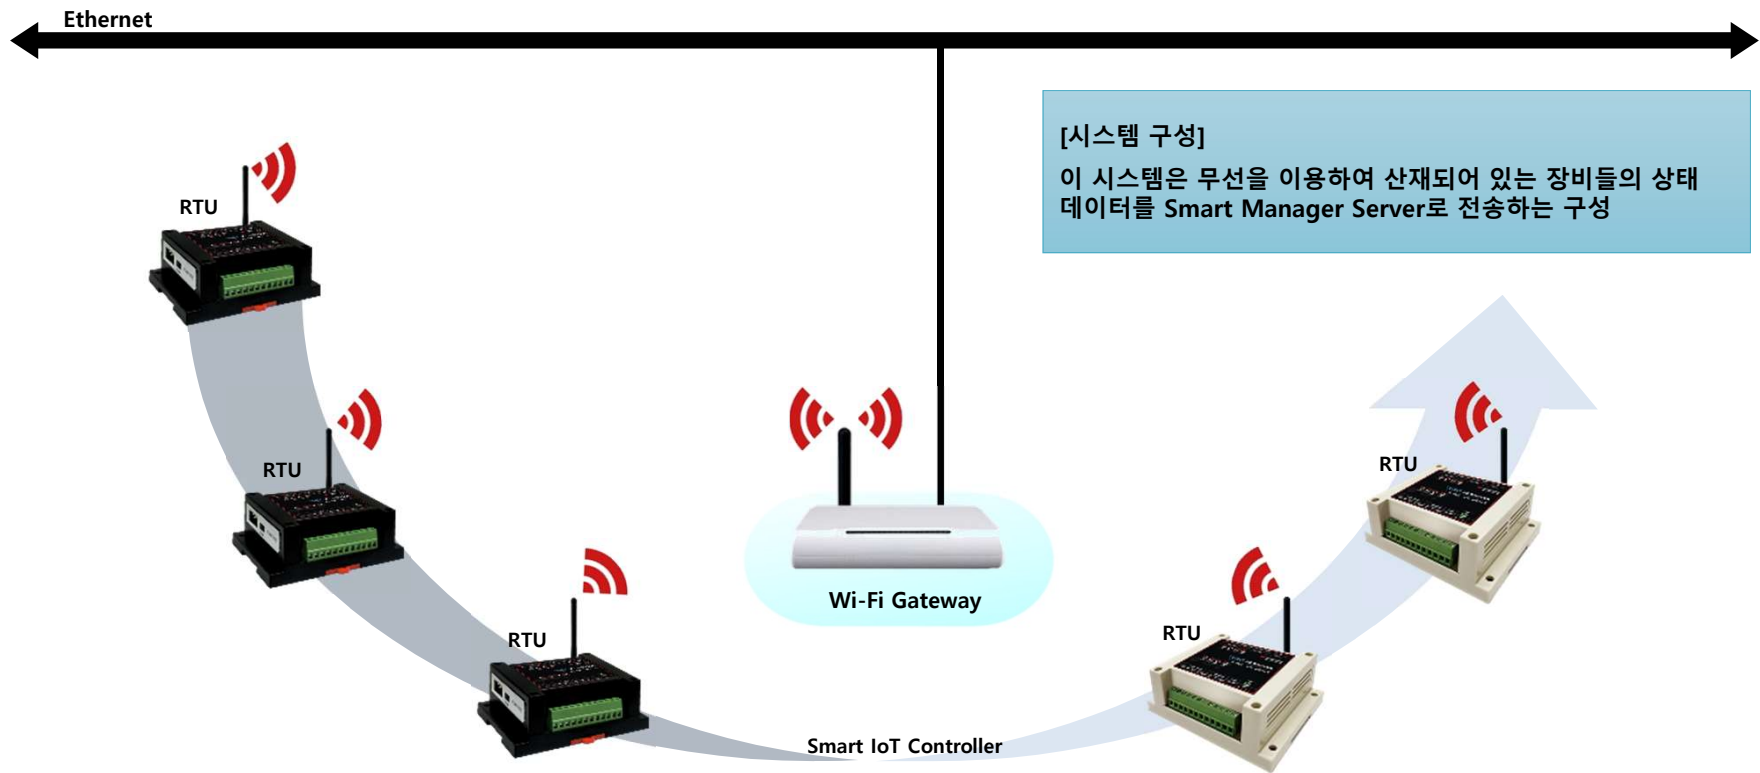 Ethernet
[시스템 구성]
이 시스템은 무선을 이용하여 산재되어 있는 장비들의 상태
데이터를 Smart Manager Server로 전송하는 구성
RTU
RTU
RTU
Wi-Fi Gateway
RTU
RTU
Smart IoT Controller